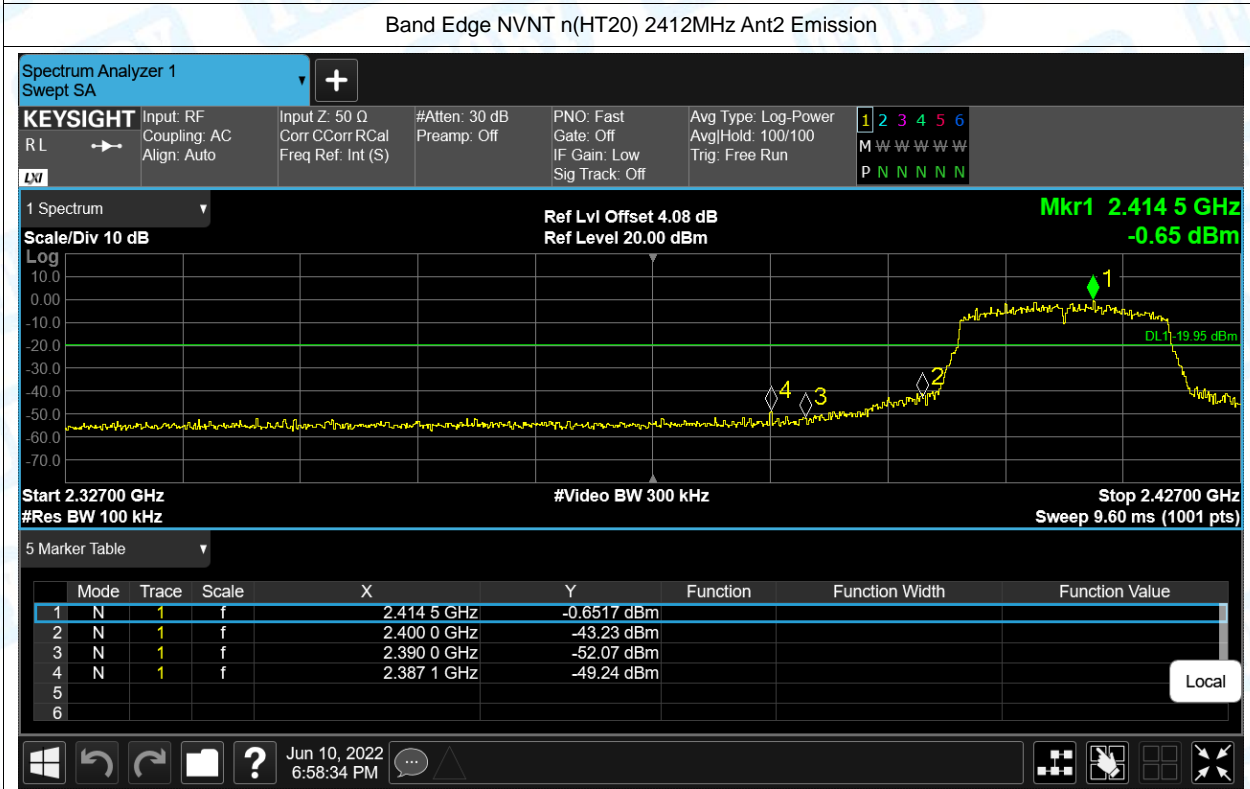 Band Edge NVNT n(HT20) 2412MHz Ant2 Emission
Spectrum Analyzer 1
Swept SA
KEYSIGHT
R L
LXI
Input: RF
Coupling: AC
Align: Auto
Input Z: 50 Ω
Corr CCorr RCal
Freq Ref: Int (S)
#Atten: 30 dB
Preamp: Off
PNO: Fast
Gate: Off
IF Gain: Low
Sig Track: Off
Avg Type: Log-Power
Avg|Hold: 100/100
Trig: Free Run
1 2 3 4 5 6
M W W W W W
P N N N N N
1 Spectrum
Scale/Div 10 dB
Ref Lvl Offset 4.08 dB
Ref Level 20.00 dBm
Mkr1 2.414 5 GHz
-0.65 dBm
Log
10.0
0.00
-10.0
-20.0
-30.0
-40.0
-50.0
-60.0
-70.0
1
DL1 -19.95 dBm
2
4
3
Start 2.32700 GHz
#Res BW 100 kHz
#Video BW 300 kHz
Stop 2.42700 GHz
Sweep 9.60 ms (1001 pts)
5 Marker Table
Mode Trace Scale X Y Function Function Width Function Value
1 N 1 f 2.414 5 GHz -0.6517 dBm
2 N 1 f 2.400 0 GHz -43.23 dBm
3 N 1 f 2.390 0 GHz -52.07 dBm
4 N 1 f 2.387 1 GHz -49.24 dBm
5
6
Local
?
Jun 10, 2022
6:58:34 PM